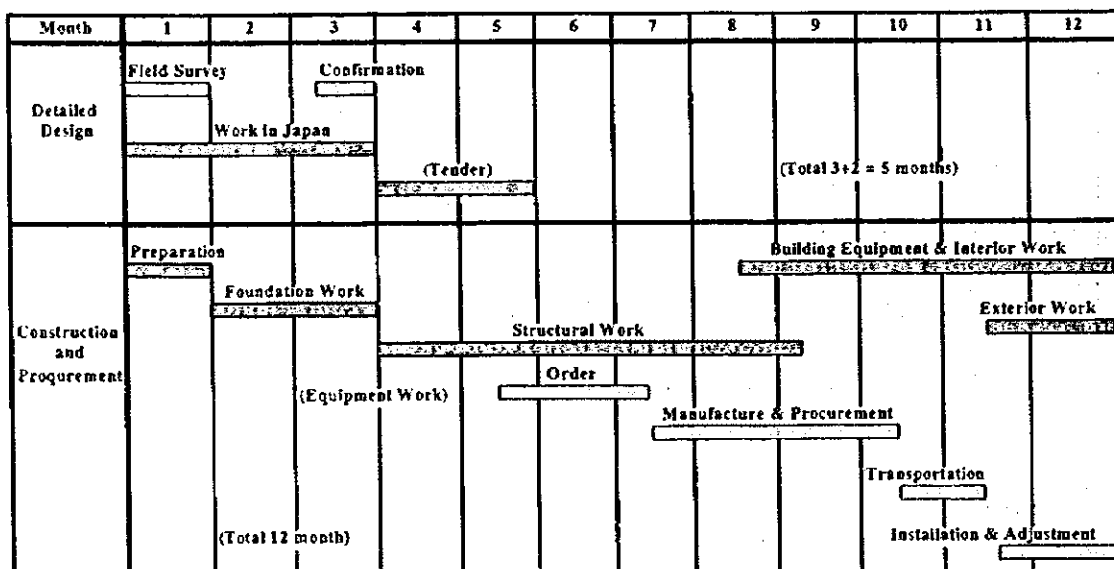 Month 1 2 3 4 5 6 7 8 9 10 11 12
Detailed
Design
Field Survey
Confirmation
Work in Japan
(Tender)
(Total 3+2 = 5 months)
Construction
and
Proqurement
Preparation
Building Equipment & Interior Work
Foundation Work
Exterior Work
Structural Work
Order
(Equipment Work)
Manufacture & Procurement
Transportation
(Total 12 month)
Installation & Adjustment